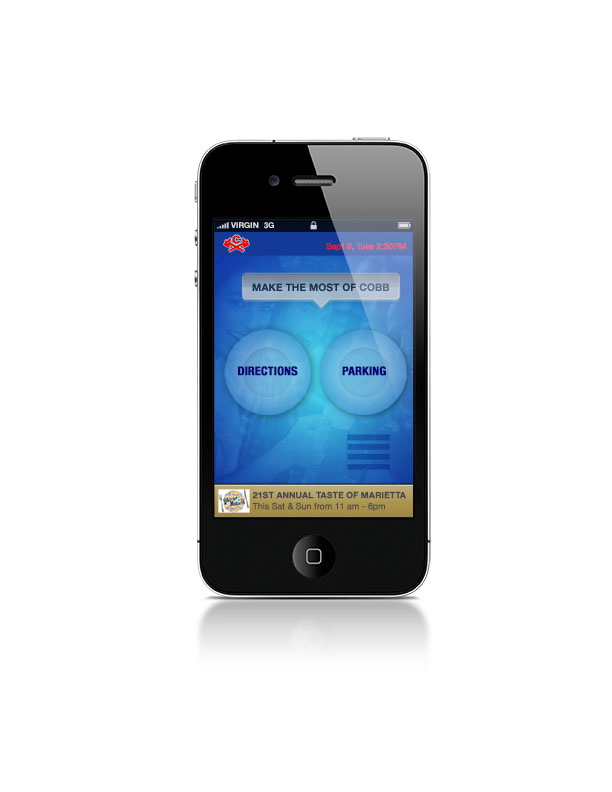 VIRGIN 3G
C
Sept 9, Tues 2:30PM
MAKE THE MOST OF COBB
DIRECTIONS
PARKING
21ST ANNUAL TASTE OF MARIETTA
This Sat & Sun from 11 am - 6pm